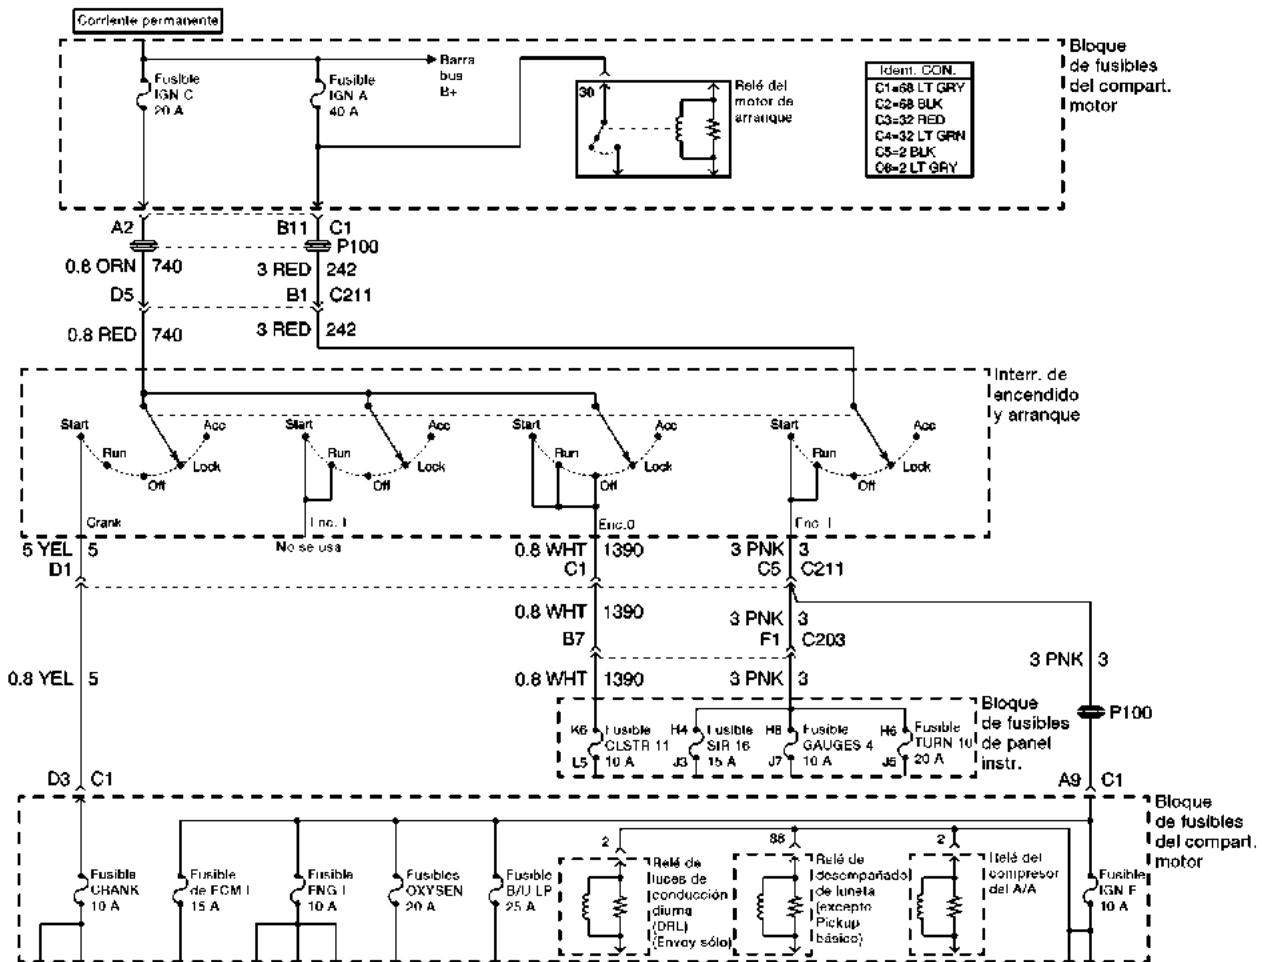 Corriente permanente
Bloque
de fusibles
del compart.
motor
Fusible
IGN C
20 A
Fusible
IGN A
40 A
Barra
bus
B+
30
Relé del
motor de
arranque
Ident. CON.
C1=68 LT GRY
C2=68 BLK
C3=32 RED
C4=32 LT GRN
C5=2 BLK
C6=2 LT GRY
A2
B11
C1
P100
0.8 ORN
740
3 RED
242
D5
B1
C211
0.8 RED
740
3 RED
242
Interr. de
encendido
y arranque
Start
Run
Off
Lock
Acc
Start
Run
Off
Lock
Acc
Start
Run
Off
Lock
Acc
Start
Run
Off
Lock
Acc
Crank
Enc. 1
Enc.0
Enc. 1
No se usa
5 YEL
5
D1
0.8 WHT
1390
C1
3 PNK
3
C5
C211
0.8 WHT
1390
B7
3 PNK
3
F1
C203
3 PNK
3
0.8 YEL
5
0.8 WHT
1390
3 PNK
3
P100
Bloque
de fusibles
de panel
instr.
K6
Fusible
CLSTR 11
10 A
L5
H4
Fusible
SIR 16
15 A
J3
H8
Fusible
GAUGES 4
10 A
J7
H6
Fusible
TURN 10
20 A
J5
D3
C1
A9
C1
Bloque
de fusibles
del compart.
motor
Fusible
CRANK
10 A
Fusible
de ECM I
15 A
Fusible
ENG I
10 A
Fusibles
OXYSEN
20 A
Fusible
B/U LP
25 A
2
Relé de
luces de
conducción
diurna
(DRL)
(Envoy sólo)
86
Relé de
desempañado
de luneta
(excepto
Pickup
básico)
2
Relé del
compresor
del A/A
Fusible
IGN E
10 A